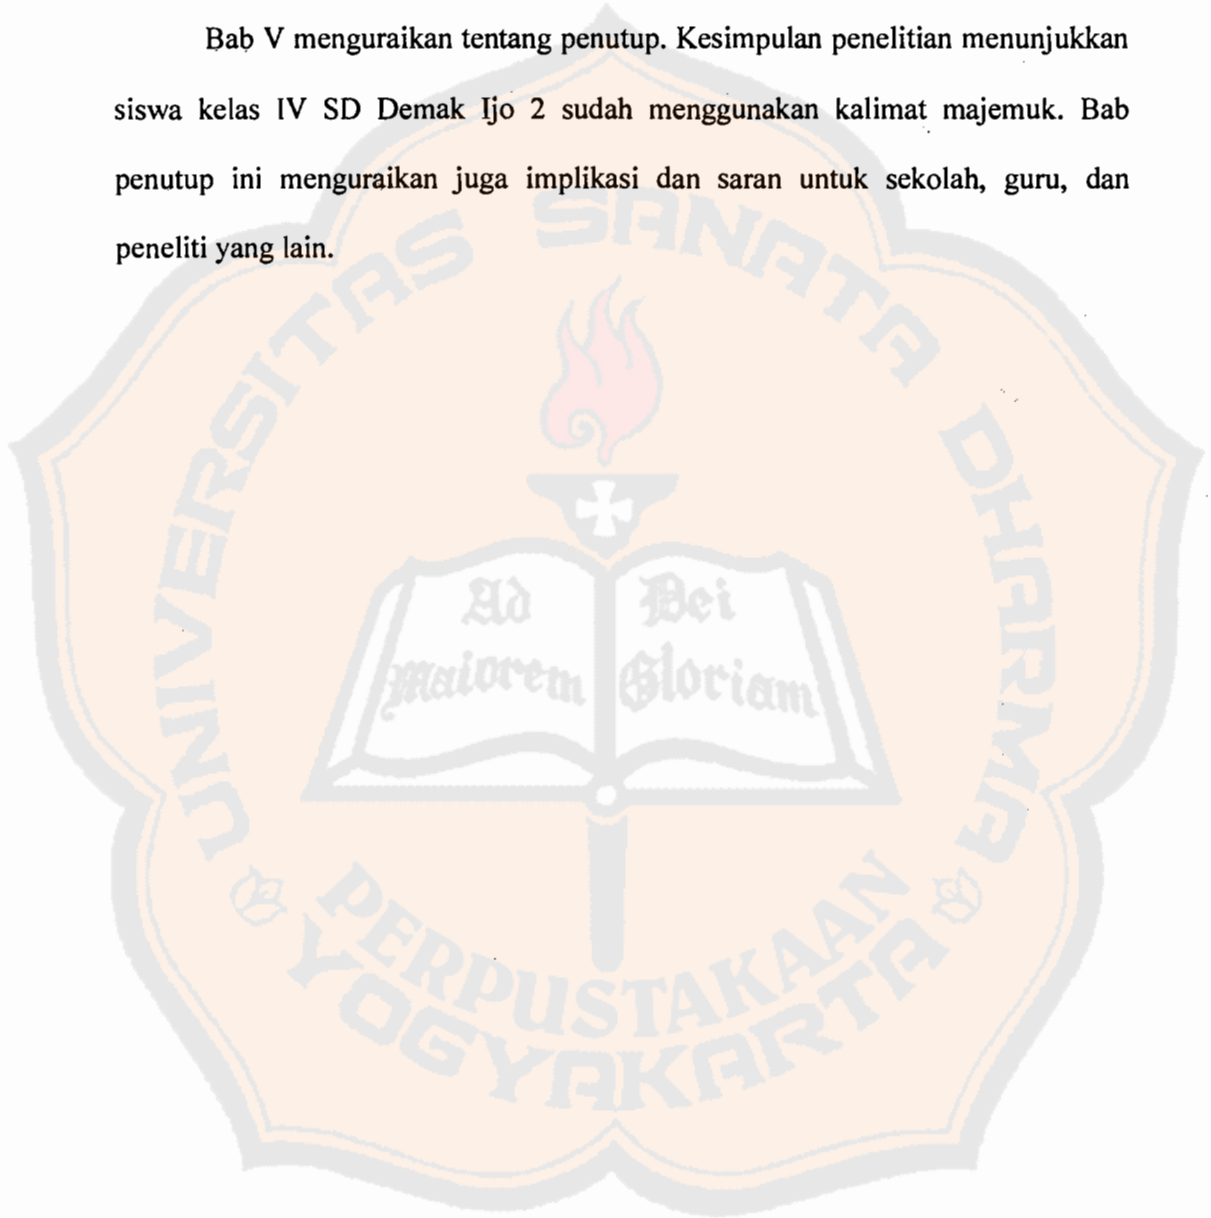 Bab V menguraikan tentang penutup. Kesimpulan penelitian menunjukkan
siswa kelas IV SD Demak Ijo 2 sudah menggunakan kalimat majemuk. Bab
penutup ini menguraikan juga implikasi dan saran untuk sekolah, guru, dan
peneliti yang lain.
UNIVERSITAS SANATA DHARMA
Ad Dei
maiorem Gloriam
PERPUSTAKAAN
YOGYAKARTA